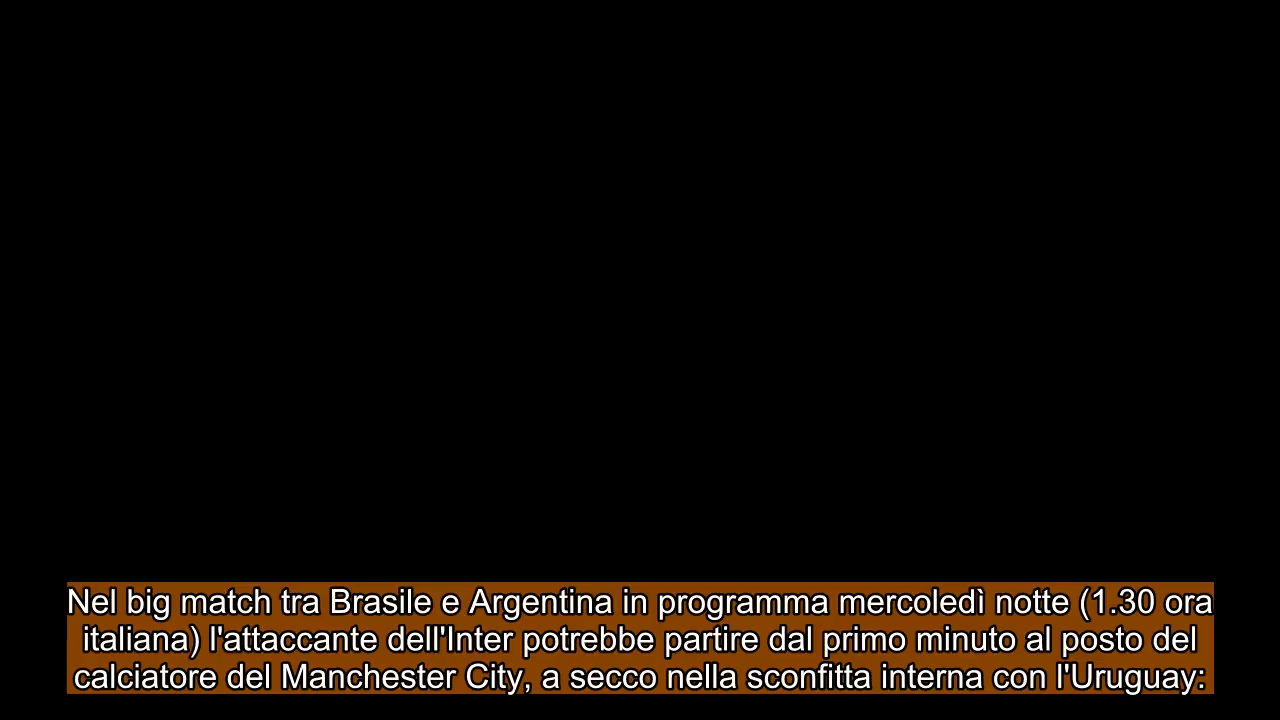 Nel big match tra Brasile e Argentina in programma mercoledì notte (1.30 ora
italiana) l'attaccante dell'Inter potrebbe partire dal primo minuto al posto del
calciatore del Manchester City, a secco nella sconfitta interna con l'Uruguay: